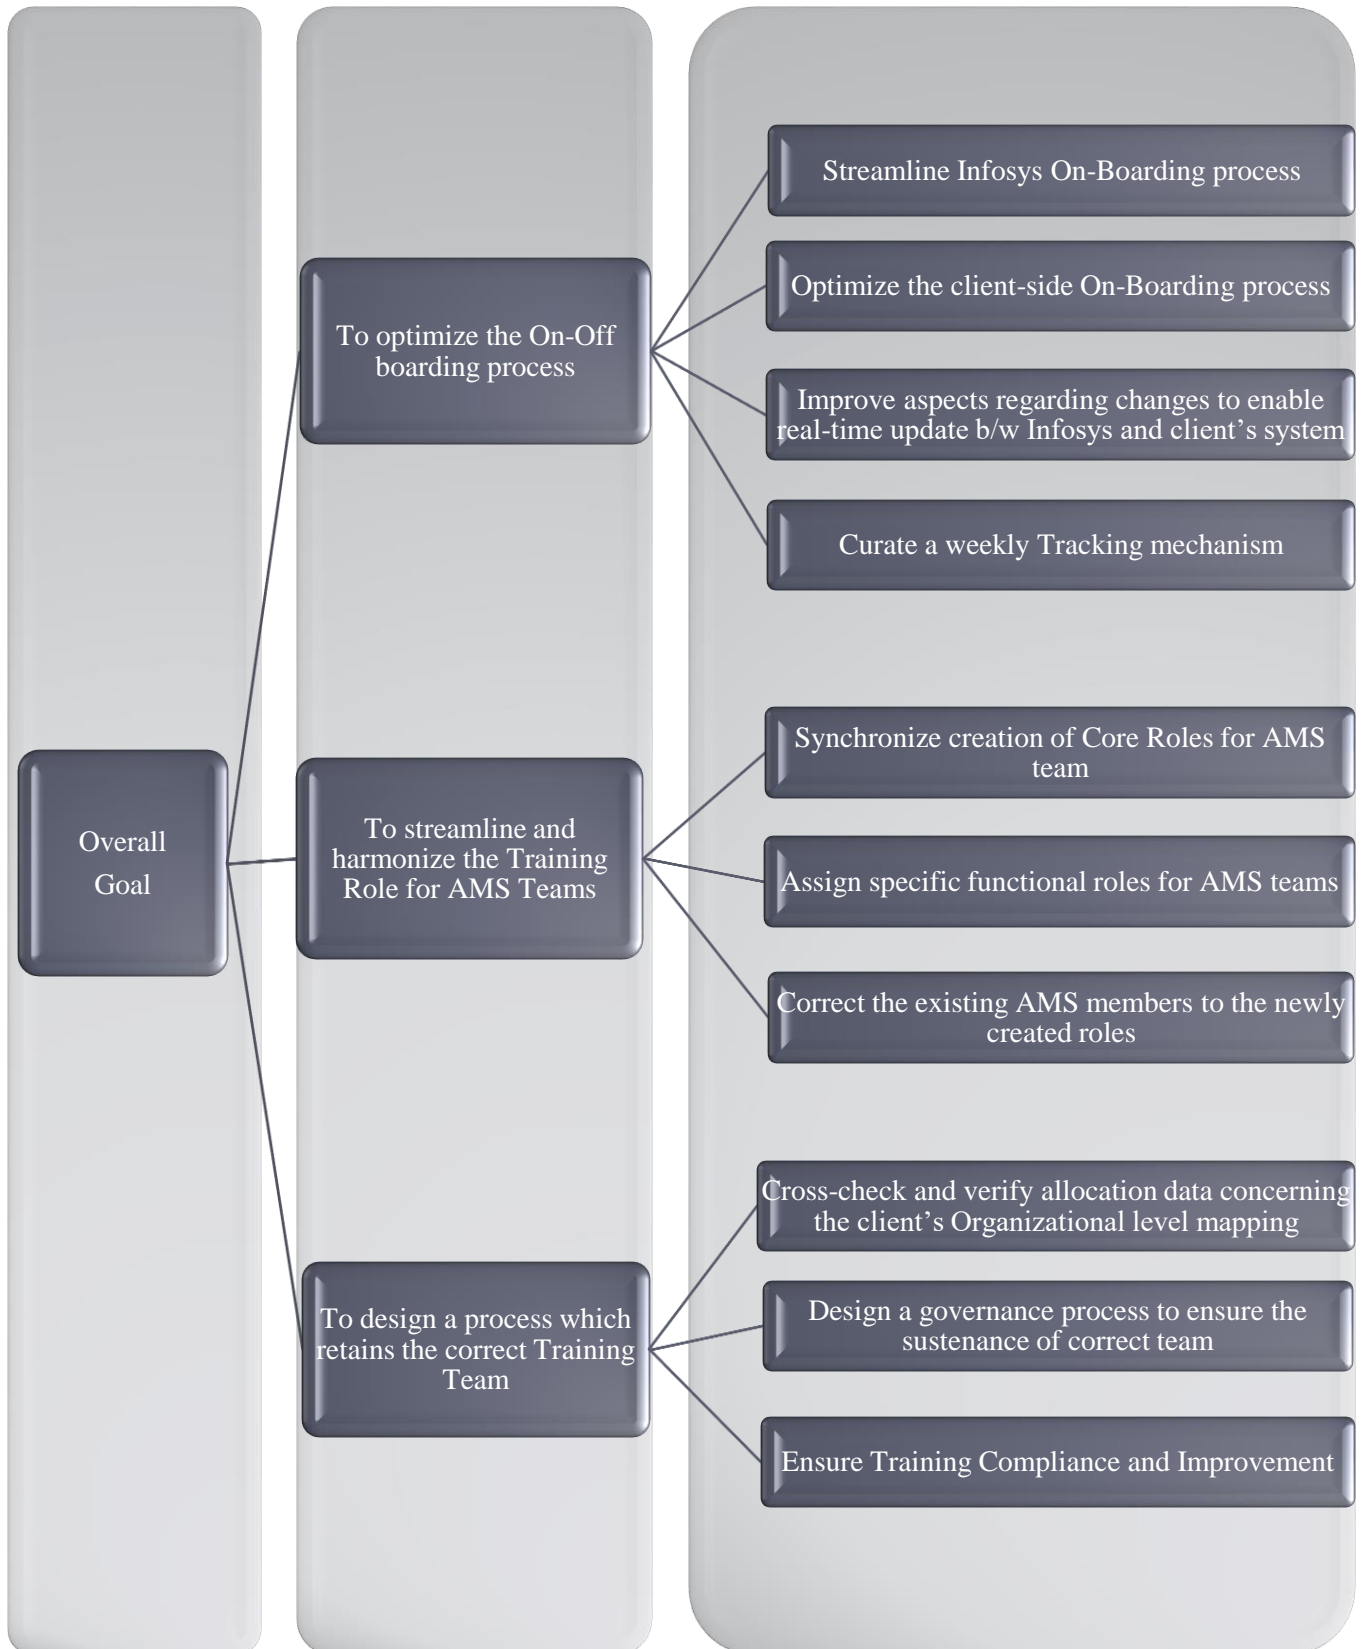 Overall
Goal
To optimize the On-Off
boarding process
Streamline Infosys On-Boarding process
Optimize the client-side On-Boarding process
Improve aspects regarding changes to enable
real-time update b/w Infosys and client’s system
Curate a weekly Tracking mechanism
To streamline and
harmonize the Training
Role for AMS Teams
Synchronize creation of Core Roles for AMS
team
Assign specific functional roles for AMS teams
Correct the existing AMS members to the newly
created roles
To design a process which
retains the correct Training
Team
Cross-check and verify allocation data concerning
the client’s Organizational level mapping
Design a governance process to ensure the
sustenance of correct team
Ensure Training Compliance and Improvement